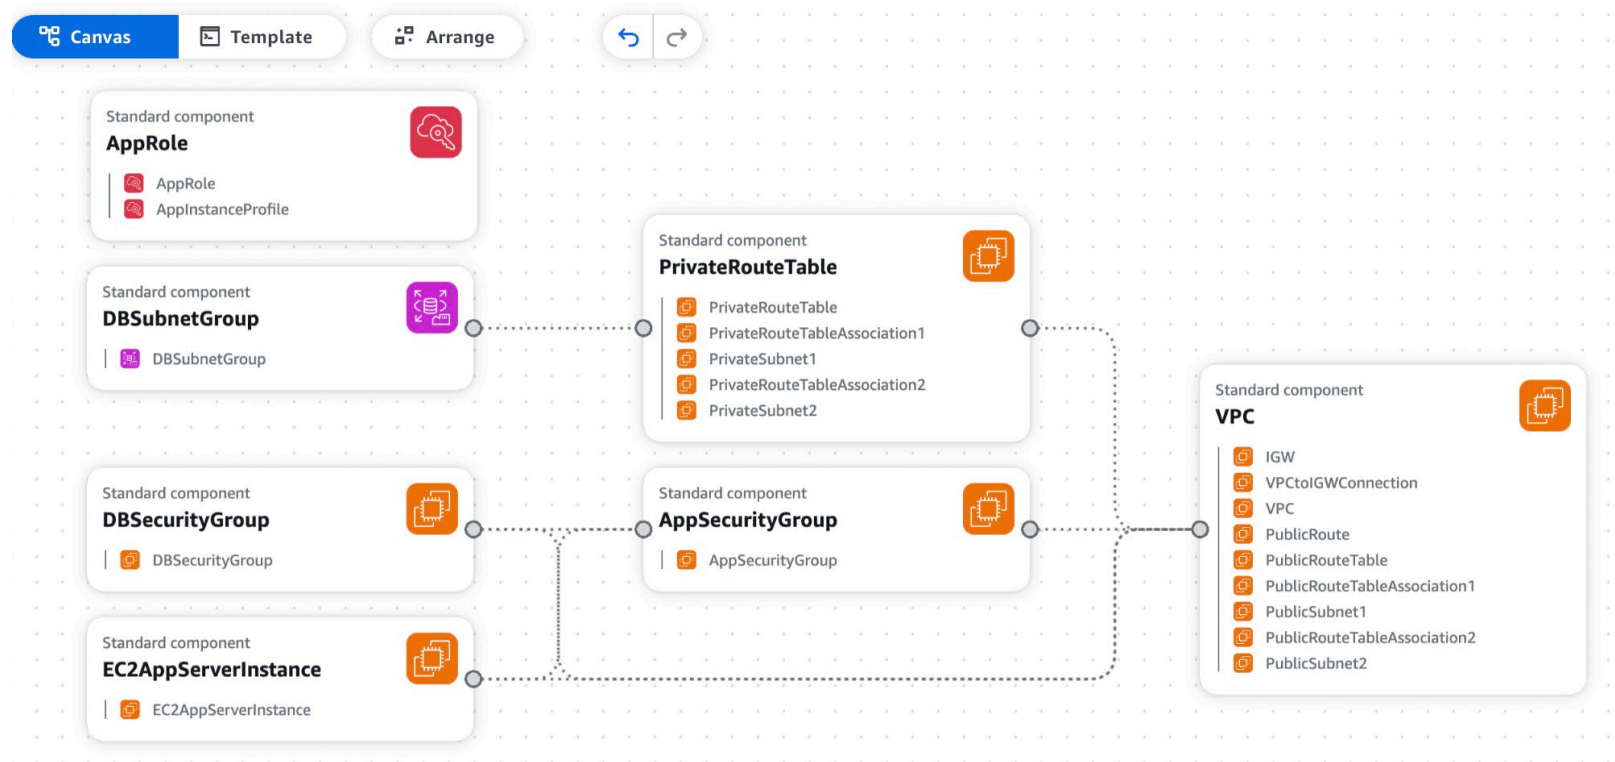 Canvas
Template
Arrange
Standard component
AppRole
AppRole
AppInstanceProfile
Standard component
DBSubnetGroup
DBSubnetGroup
Standard component
DBSecurityGroup
DBSecurityGroup
Standard component
EC2AppServerInstance
EC2AppServerInstance
Standard component
PrivateRouteTable
PrivateRouteTable
PrivateRouteTableAssociation1
PrivateSubnet1
PrivateRouteTableAssociation2
PrivateSubnet2
Standard component
AppSecurityGroup
AppSecurityGroup
Standard component
VPC
IGW
VPCtoIGWConnection
VPC
PublicRoute
PublicRouteTable
PublicRouteTableAssociation1
PublicSubnet1
PublicRouteTableAssociation2
PublicSubnet2